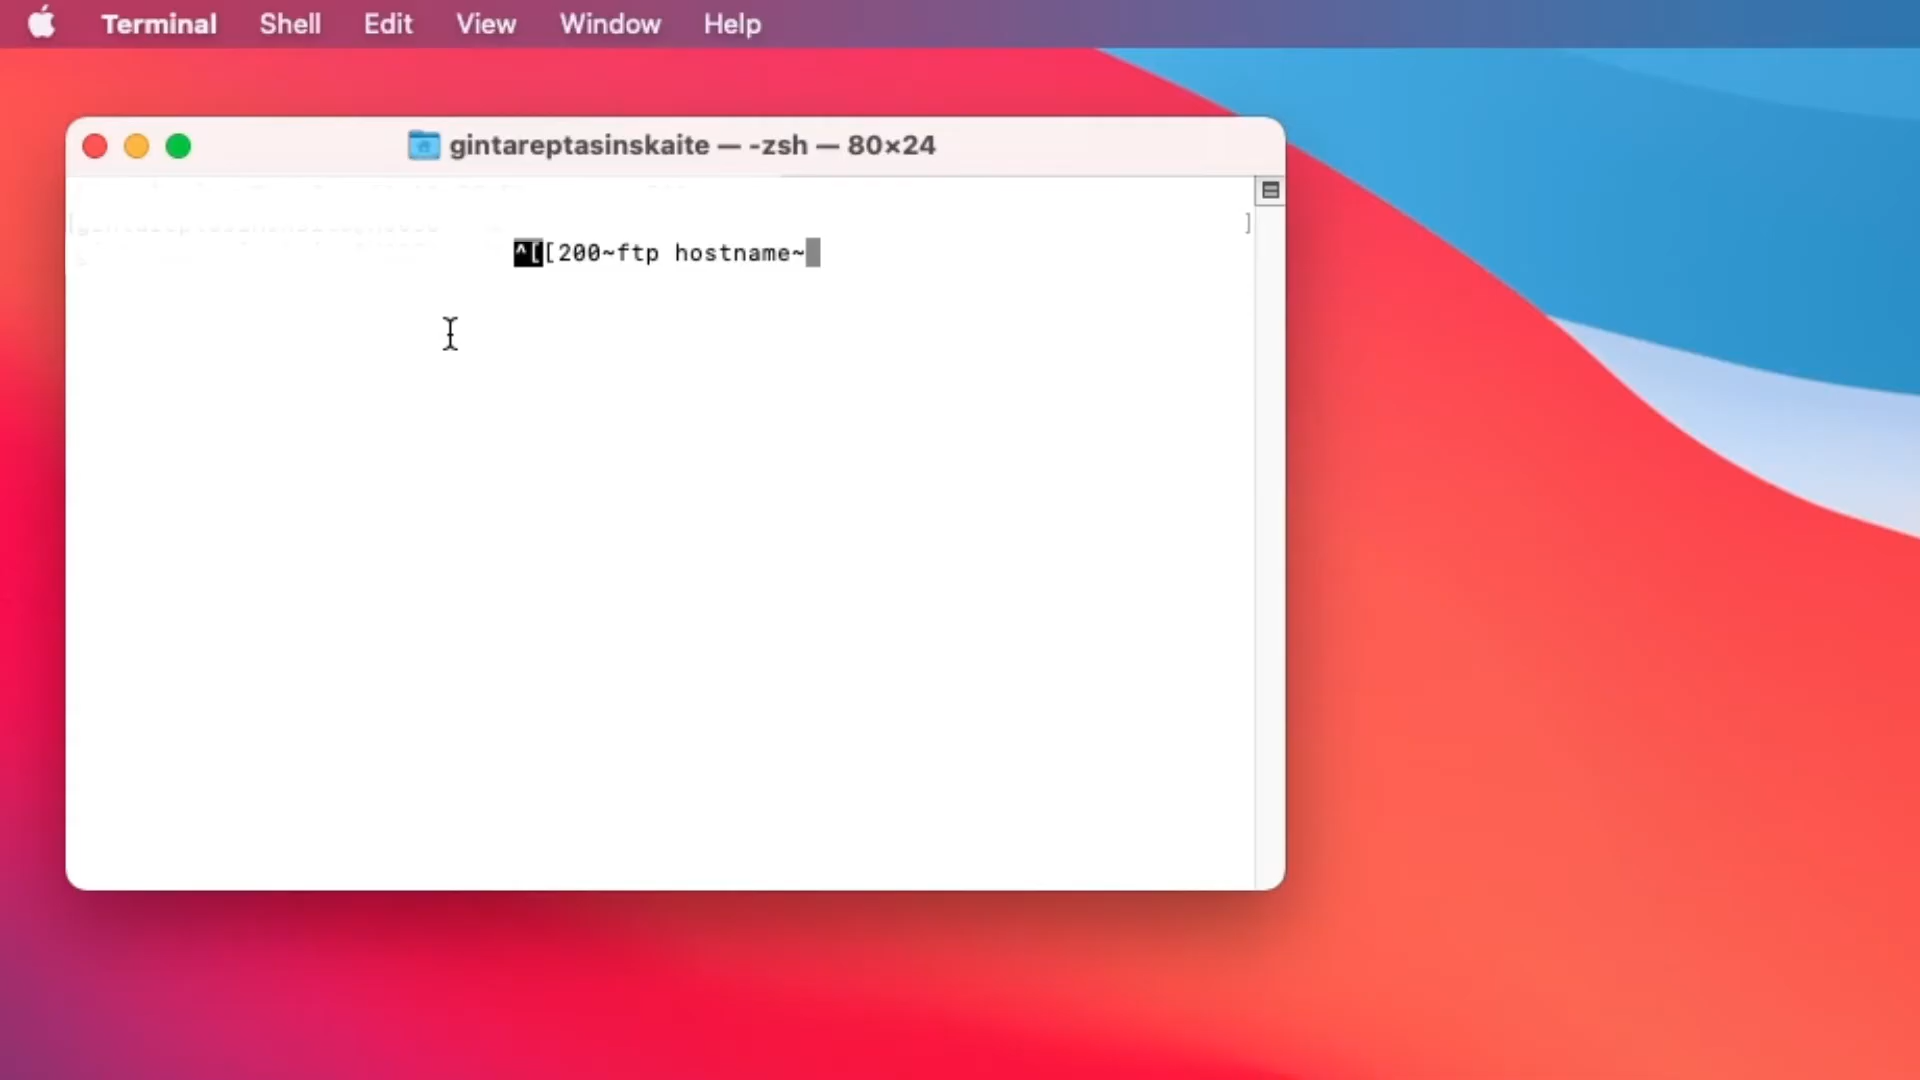 Terminal Shell Edit View Window Help
gintareptasinskaite — -zsh — 80×24
]
^[[200~ftp hostname~